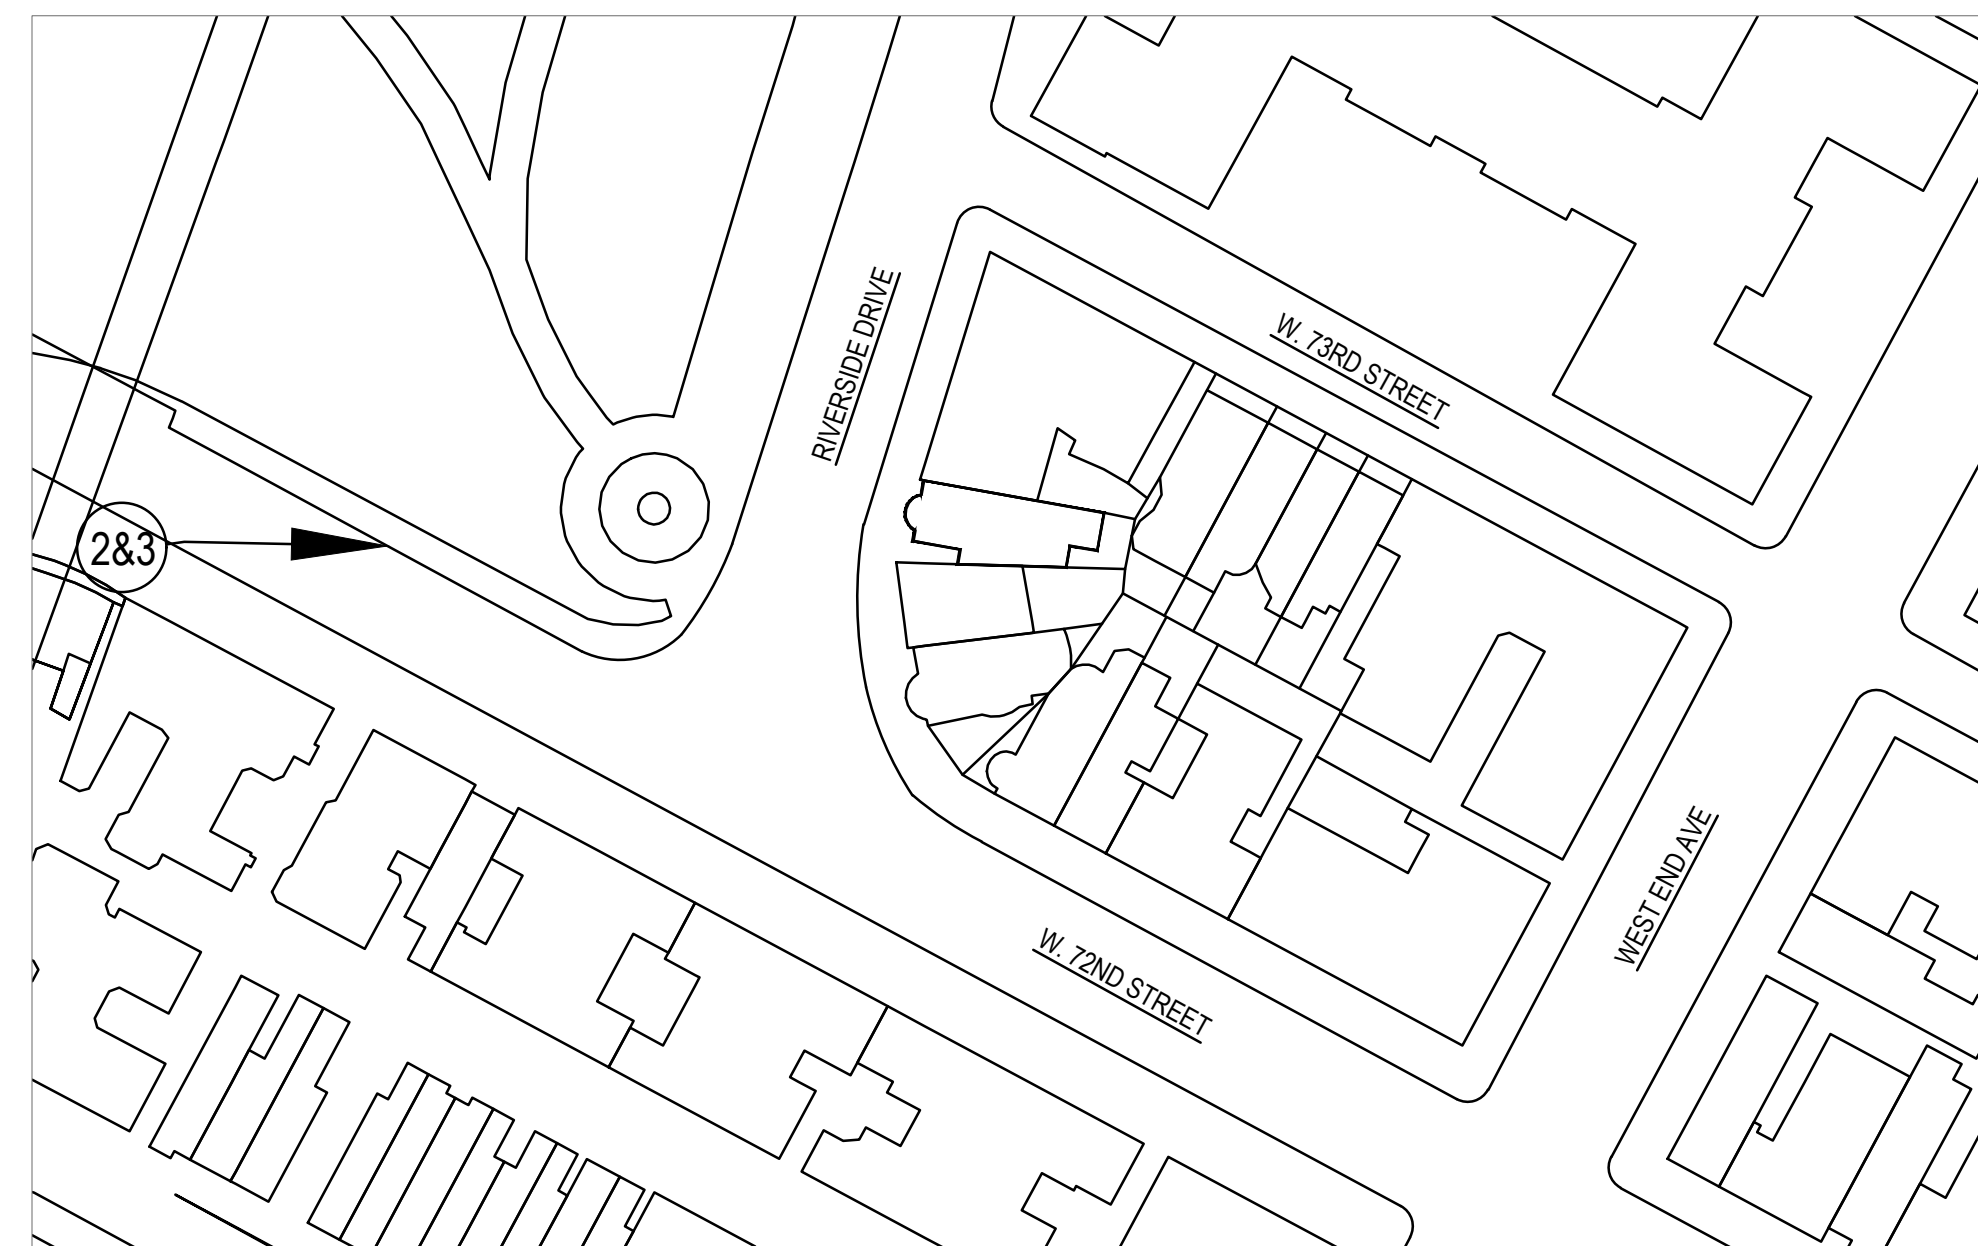 RIVERSIDE DRIVE
W. 73RD STREET
2&3
WEST END AVE
W. 72ND STREET